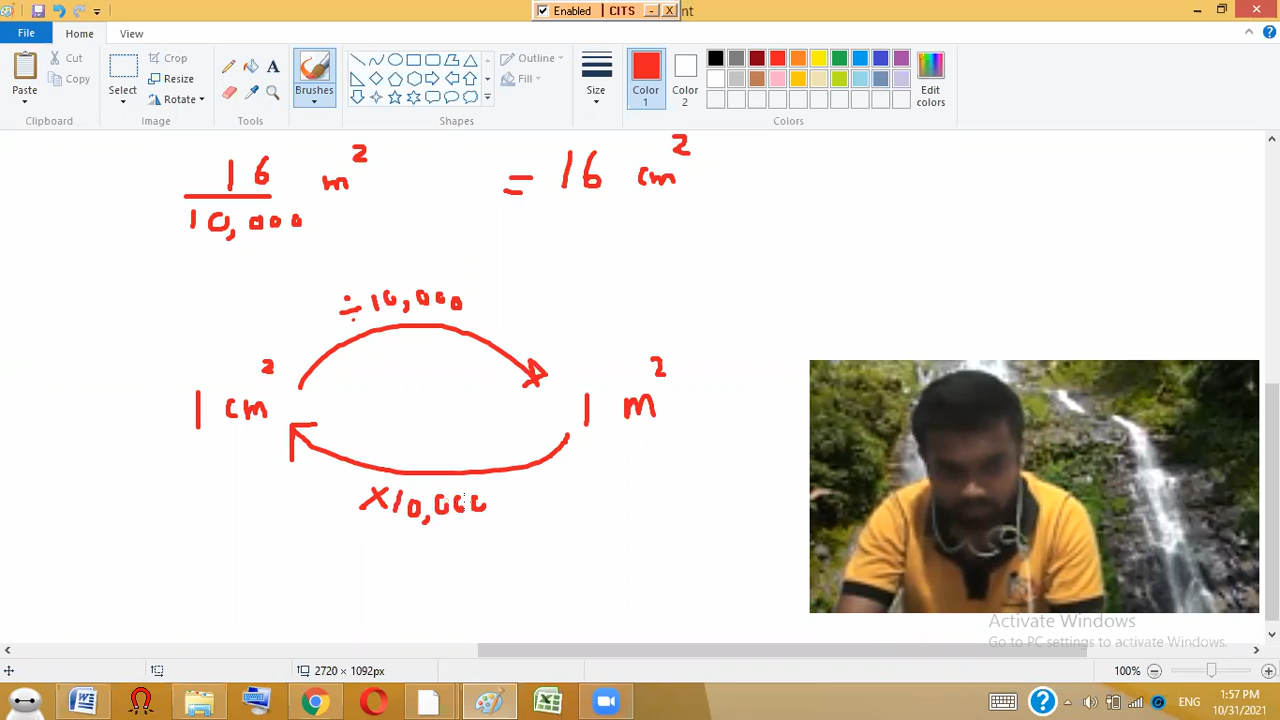 Enabled | CITS - X nt
File Home View
Cut
Copy
Paste
Crop
Resize
Rotate
Select
Brushes
Outline
Fill
Size
Color 1
Color 2
Edit colors
Clipboard Image Tools Shapes Colors
16/10,000 m² = 16 cm²
÷10,000
1 cm² 1 m²
×10,000
Activate Windows
Go to PC settings to activate Windows.
2720 × 1092px 100%
ENG 1:57 PM
10/31/2021